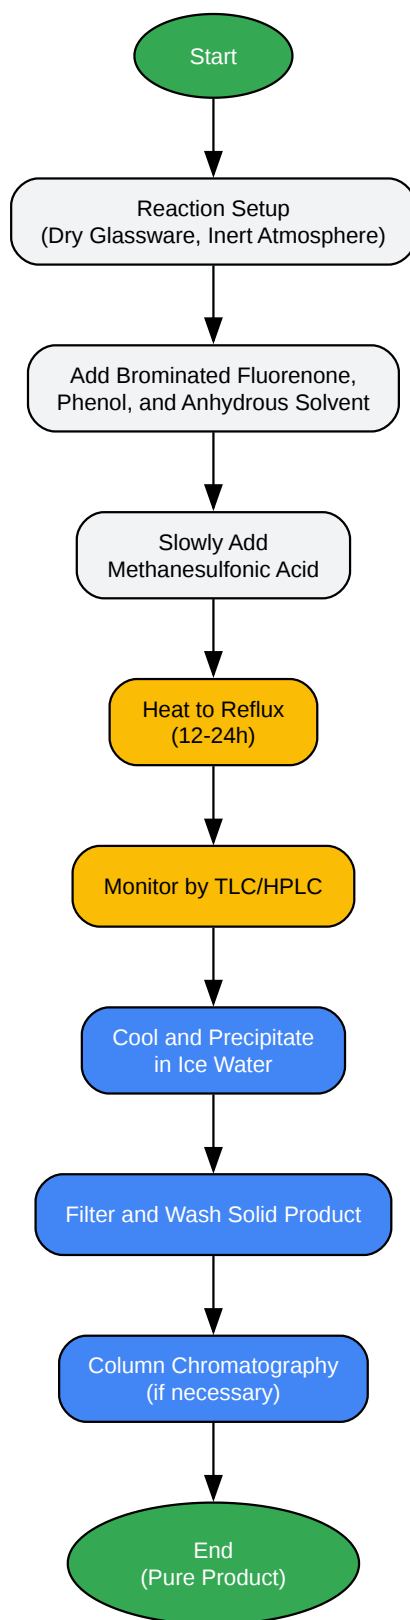 Start
Reaction Setup
(Dry Glassware, Inert Atmosphere)
Add Brominated Fluorenone,
Phenol, and Anhydrous Solvent
Slowly Add
Methanesulfonic Acid
Heat to Reflux
(12-24h)
Monitor by TLC/HPLC
Cool and Precipitate
in Ice Water
Filter and Wash Solid Product
Column Chromatography
(if necessary)
End
(Pure Product)